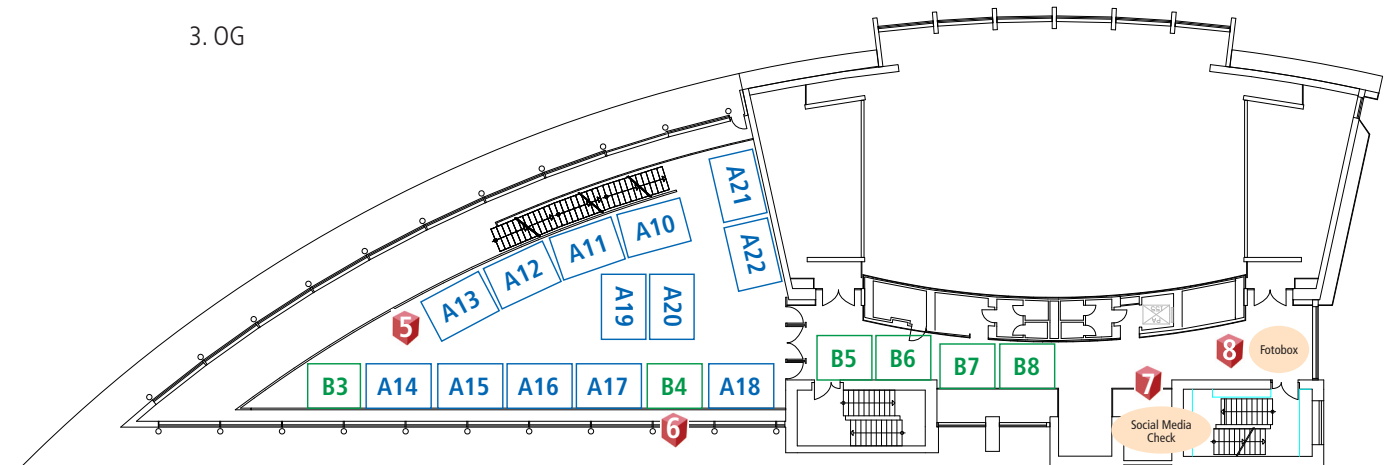 3. OG
A21
A22
A10
A11
A12
A13
A19
A20
5
B3
A14
A15
A16
A17
B4
A18
6
B5
B6
B7
B8
7
8
Fotobox
Social Media
Check